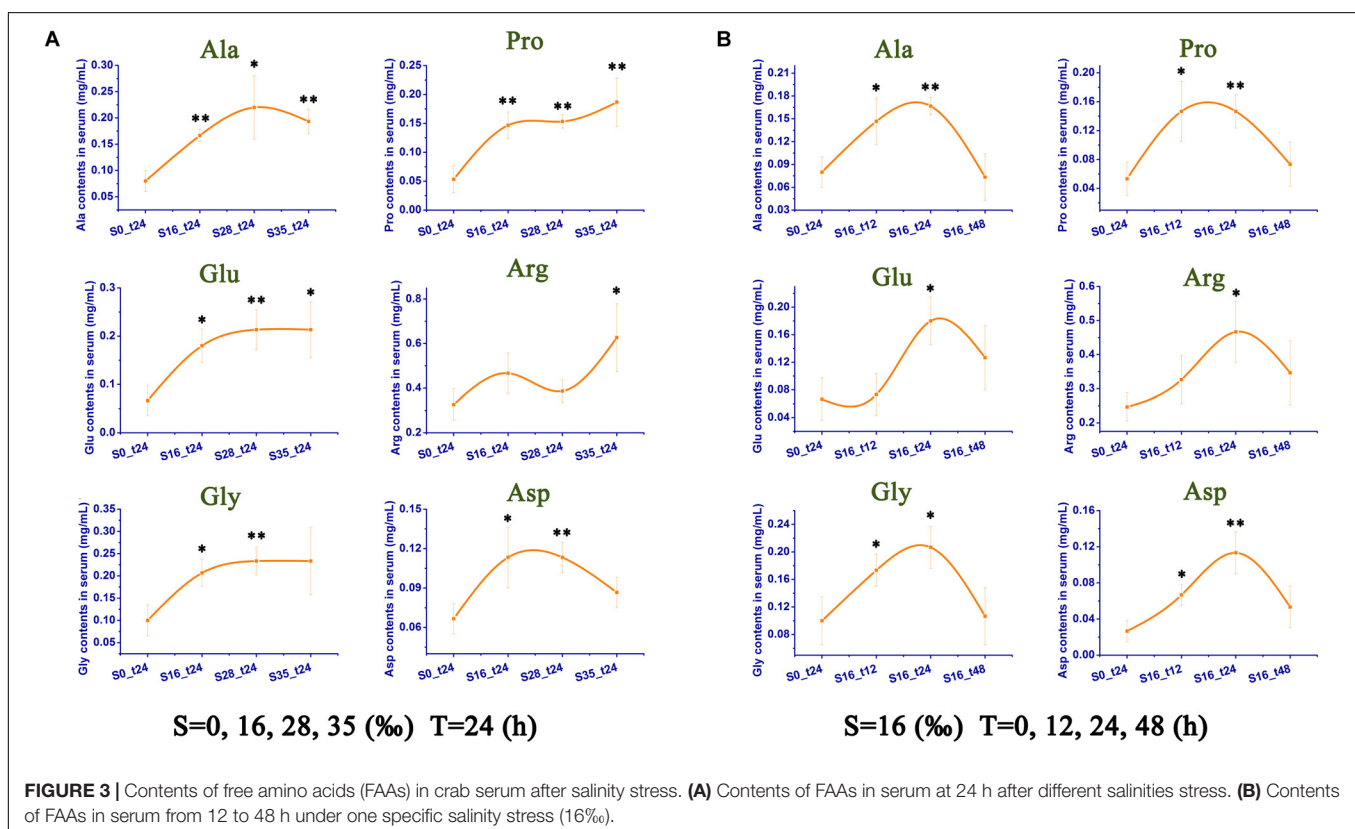 A
Ala
Ala contents in serum (mg/mL)
0.30
0.25
0.20
0.15
0.10
0.05
* *
*
* *
S0_t24
S16_t24
S28_t24
S35_t24
Pro
Pro contents in serum (mg/mL)
0.25
0.20
0.15
0.10
0.05
0.00
* *
* *
* *
S0_t24
S16_t24
S28_t24
S35_t24
Glu
Glu contents in serum (mg/mL)
0.3
0.2
0.1
0.0
*
* *
*
S0_t24
S16_t24
S28_t24
S35_t24
Arg
Arg contents in serum (mg/mL)
0.8
0.6
0.4
0.2
*
S0_t24
S16_t24
S28_t24
S35_t24
Gly
Gly contents in serum (mg/mL)
0.35
0.30
0.25
0.20
0.15
0.10
0.05
*
* *
S0_t24
S16_t24
S28_t24
S35_t24
Asp
Asp contents in serum (mg/mL)
0.15
0.12
0.09
0.06
*
* *
S0_t24
S16_t24
S28_t24
S35_t24
S=0, 16, 28, 35 (‰) T=24 (h)
B
Ala
Ala contents in serum (mg/mL)
0.21
0.18
0.15
0.12
0.09
0.06
0.03
*
* *
S0_t24
S16_t12
S16_t24
S16_t48
Pro
Pro contents in serum (mg/mL)
0.20
0.16
0.12
0.08
0.04
*
* *
S0_t24
S16_t12
S16_t24
S16_t48
Glu
Glu contents in serum (mg/mL)
0.20
0.16
0.12
0.08
0.04
*
S0_t24
S16_t12
S16_t24
S16_t48
Arg
Arg contents in serum (mg/mL)
0.6
0.5
0.4
0.3
0.2
*
S0_t24
S16_t12
S16_t24
S16_t48
Gly
Gly contents in serum (mg/mL)
0.24
0.20
0.16
0.12
0.08
*
*
S0_t24
S16_t12
S16_t24
S16_t48
Asp
Asp contents in serum (mg/mL)
0.16
0.12
0.08
0.04
0.00
*
* *
S0_t24
S16_t12
S16_t24
S16_t48
S=16 (‰) T=0, 12, 24, 48 (h)
FIGURE 3 | Contents of free amino acids (FAAs) in crab serum after salinity stress. (A) Contents of FAAs in serum at 24 h after different salinities stress. (B) Contents
of FAAs in serum from 12 to 48 h under one specific salinity stress (16‰).